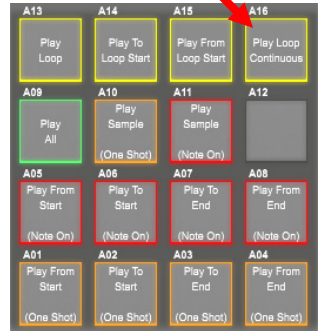 A13 A14 A15 A16
Play Loop
Play To Loop Start
Play From Loop Start
Play Loop Continuous
A09 A10 A11 A12
Play All
Play Sample (One Shot)
Play Sample (Note On)
A05 A06 A07 A08
Play From Start (Note On)
Play To Start (Note On)
Play To End (Note On)
Play From End (Note On)
A01 A02 A03 A04
Play From Start (One Shot)
Play To Start (One Shot)
Play To End (One Shot)
Play From End (One Shot)